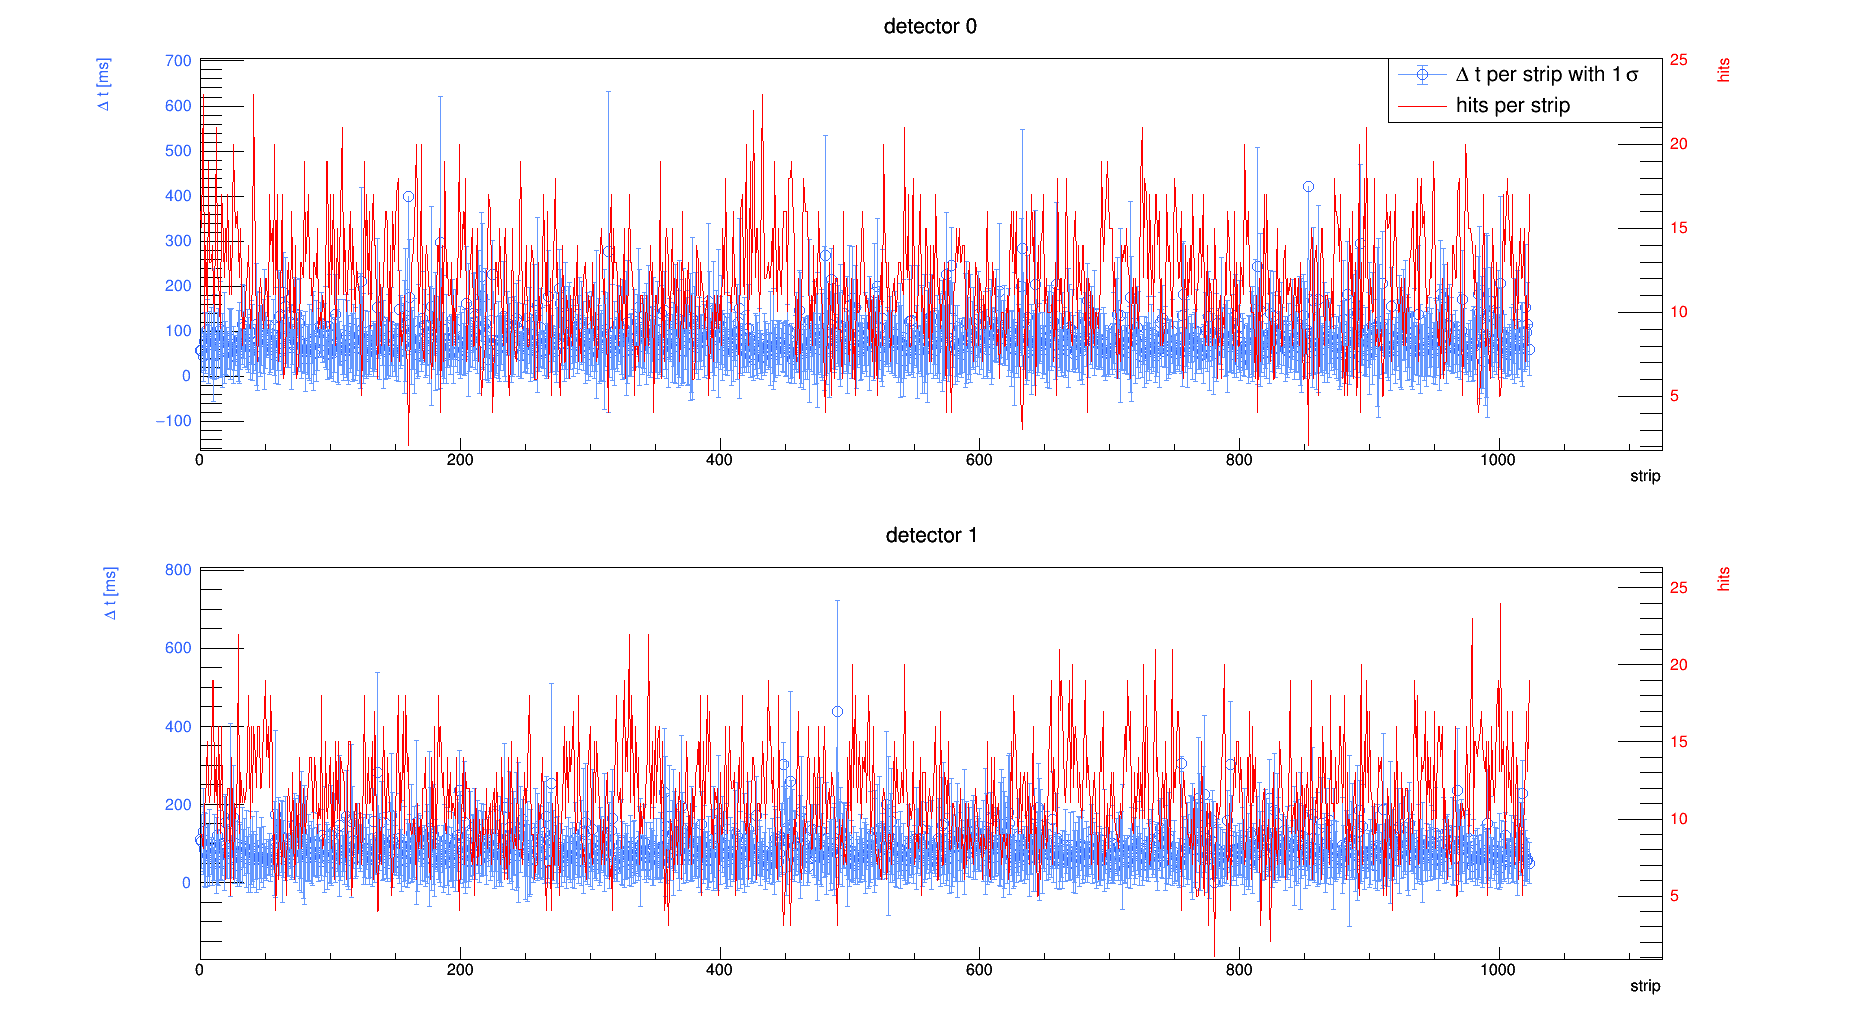 detector 0
Δ t [ms]
700
600
500
400
300
200
100
0
−100
25
20
15
10
5
hits
Δ t per strip with 1 σ
hits per strip
0 200 400 600 800 1000
strip
detector 1
Δ t [ms]
800
600
400
200
0
25
20
15
10
5
hits
0 200 400 600 800 1000
strip